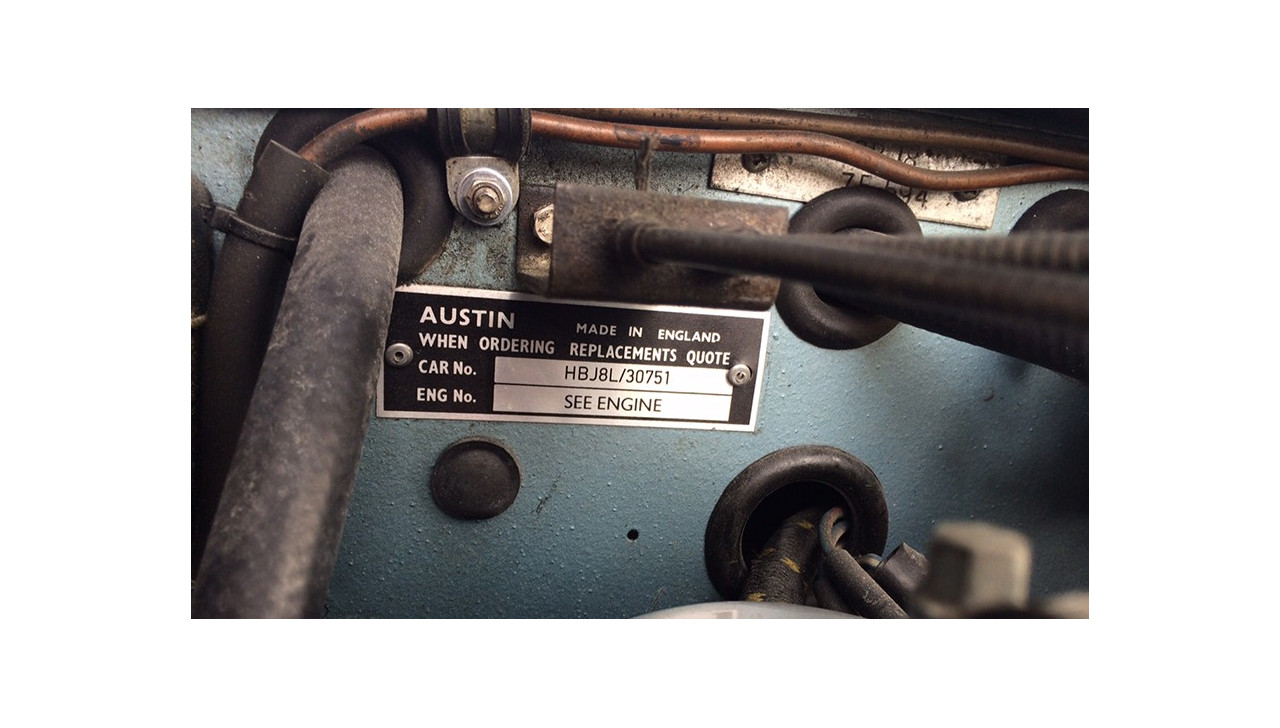 AUSTIN
MADE IN ENGLAND
WHEN ORDERING REPLACEMENTS QUOTE
CAR No. HBJ8L/30751
ENG No. SEE ENGINE